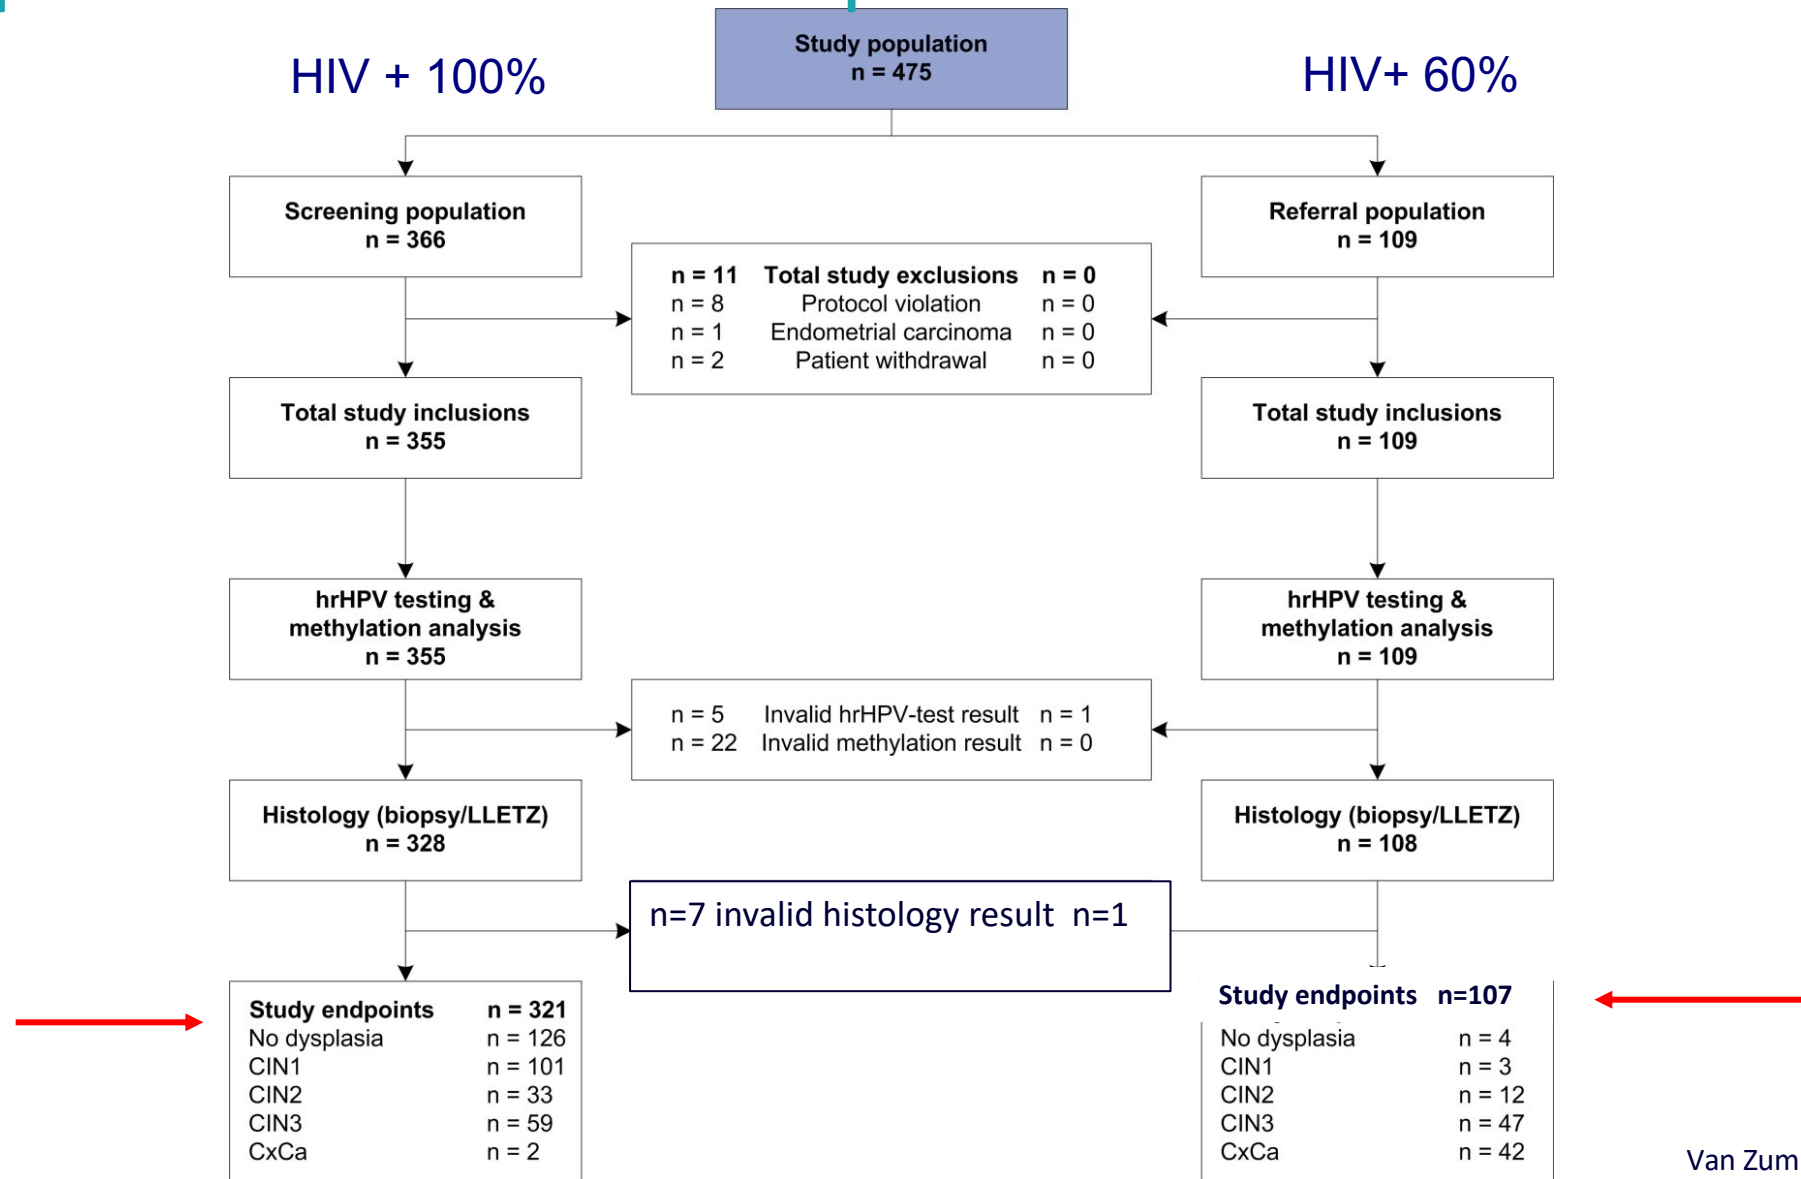 HIV + 100%
Study population
n = 475
HIV+ 60%
Screening population
n = 366
Referral population
n = 109
n = 11 Total study exclusions n = 0
n = 8 Protocol violation n = 0
n = 1 Endometrial carcinoma n = 0
n = 2 Patient withdrawal n = 0
Total study inclusions
n = 355
Total study inclusions
n = 109
hrHPV testing &
methylation analysis
n = 355
hrHPV testing &
methylation analysis
n = 109
n = 5 Invalid hrHPV-test result n = 1
n = 22 Invalid methylation result n = 0
Histology (biopsy/LLETZ)
n = 328
Histology (biopsy/LLETZ)
n = 108
n=7 invalid histology result n=1
Study endpoints n = 321
No dysplasia n = 126
CIN1 n = 101
CIN2 n = 33
CIN3 n = 59
CxCa n = 2
Study endpoints n=107
No dysplasia n = 4
CIN1 n = 3
CIN2 n = 12
CIN3 n = 47
CxCa n = 42
Van Zum